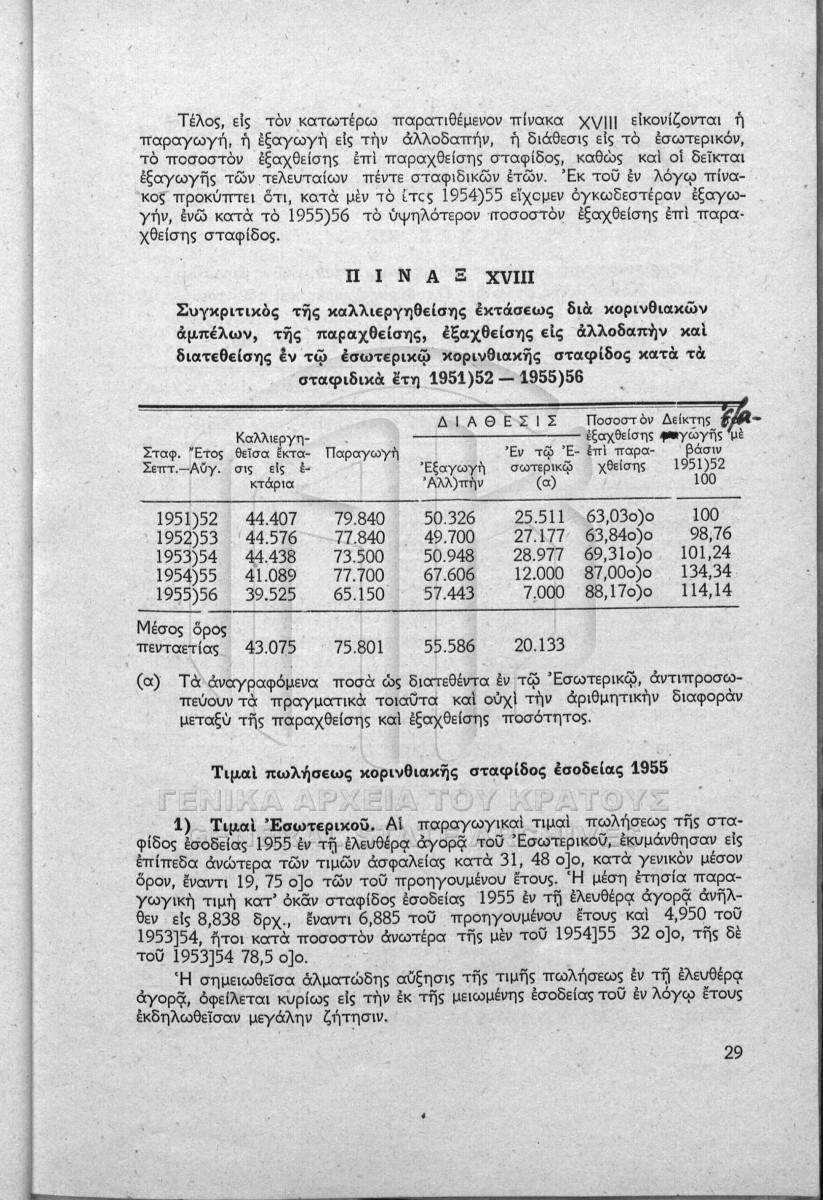 Τέλος, εἰς τὸν κατωτέρω παρατιθέμενον πίνακα XVIII εἰκονίζονται ἡ
παραγωγή, ἡ ἐξαγωγὴ εἰς τὴν ἀλλοδαπήν, ἡ διάθεσις εἰς τὸ ἐσωτερικόν,
τὸ ποσοστὸν ἐξαχθείσης ἐπὶ παραχθείσης σταφίδος, καθὼς καὶ οἱ δεῖκται
ἐξαγωγῆς τῶν τελευταίων πέντε σταφιδικῶν ἐτῶν. Ἐκ τοῦ ἐν λόγῳ πίνα-
κος προκύπτει ὅτι, κατὰ μὲν τὸ ἔτος 1954)55 εἴχομεν ὀγκωδεστέραν ἐξαγω-
γήν, ἐνῶ κατὰ τὸ 1955)56 τὸ ὑψηλότερον ποσοστὸν ἐξαχθείσης ἐπὶ παρα-
χθείσης σταφίδος.
Π Ι Ν Α Ξ XVIII
Συγκριτικὸς τῆς καλλιεργηθείσης ἐκτάσεως διὰ κορινθιακῶν
ἀμπέλων, τῆς παραχθείσης, ἐξαχθείσης εἰς ἀλλοδαπὴν καὶ
διατεθείσης ἐν τῷ ἐσωτερικῷ κορινθιακῆς σταφίδος κατὰ τὰ
σταφιδικὰ ἔτη 1951)52 — 1955)56
Σταφ. Ἔτος Σεπτ.—Αὔγ.
Καλλιεργη-
θεῖσα ἔκτα-
σις εἰς ἑ-
κτάρια
Παραγωγὴ
ΔΙΑΘΕΣΙΣ
Ἐξαγωγὴ
Ἀλλ)πὴν
Ἐν τῷ Ἐ-
σωτερικῷ
(α)
Ποσοστὸν
ἐξαχθείσης
ἐπὶ παρα-
χθείσης
Δείκτης ἐξα-
γωγῆς μὲ
βάσιν
1951)52
100
1951)52 44.407 79.840 50.326 25.511 63,03ο)ο 100
1952)53 44.576 77.840 49.700 27.177 63,84ο)ο 98,76
1953)54 44.438 73.500 50.948 28.977 69,31ο)ο 101,24
1954)55 41.089 77.700 67.606 12.000 87,00ο)ο 134,34
1955)56 39.525 65.150 57.443 7.000 88,17ο)ο 114,14
Μέσος ὅρος
πενταετίας 43.075 75.801 55.586 20.133
(α) Τὰ ἀναγραφόμενα ποσὰ ὡς διατεθέντα ἐν τῷ Ἐσωτερικῷ, ἀντιπροσω-
πεύουν τὰ πραγματικὰ τοιαῦτα καὶ οὐχὶ τὴν ἀριθμητικὴν διαφορὰν
μεταξὺ τῆς παραχθείσης καὶ ἐξαχθείσης ποσότητος.
Τιμαὶ πωλήσεως κορινθιακῆς σταφίδος ἐσοδείας 1955
ΓΕΝΙΚΑ ΑΡΧΕΙΑ ΤΟΥ ΚΡΑΤΟΥΣ
1) Τιμαὶ Ἐσωτερικοῦ. Αἱ παραγωγικαὶ τιμαὶ πωλήσεως τῆς στα-
φίδος ἐσοδείας 1955 ἐν τῇ ἐλευθέρᾳ ἀγορᾷ τοῦ Ἐσωτερικοῦ, ἐκυμάνθησαν εἰς
ἐπίπεδα ἀνώτερα τῶν τιμῶν ἀσφαλείας κατὰ 31, 48 ο]ο, κατὰ γενικὸν μέσον
ὅρον, ἔναντι 19, 75 ο]ο τῶν τοῦ προηγουμένου ἔτους. Ἡ μέση ἐτησία παρα-
γωγικὴ τιμὴ κατ' ὀκᾶν σταφίδος ἐσοδείας 1955 ἐν τῇ ἐλευθέρᾳ ἀγορᾷ ἀνῆλ-
θεν εἰς 8,838 δρχ., ἔναντι 6,885 τοῦ προηγουμένου ἔτους καὶ 4,950 τοῦ
1953]54, ἤτοι κατὰ ποσοστὸν ἀνωτέρα τῆς μὲν τοῦ 1954]55 32 ο]ο, τῆς δὲ
τοῦ 1953]54 78,5 ο]ο.
Ἡ σημειωθεῖσα ἁλματώδης αὔξησις τῆς τιμῆς πωλήσεως ἐν τῇ ἐλευθέρᾳ
ἀγορᾷ, ὀφείλεται κυρίως εἰς τὴν ἐκ τῆς μειωμένης ἐσοδείας τοῦ ἐν λόγῳ ἔτους
ἐκδηλωθεῖσαν μεγάλην ζήτησιν.
29